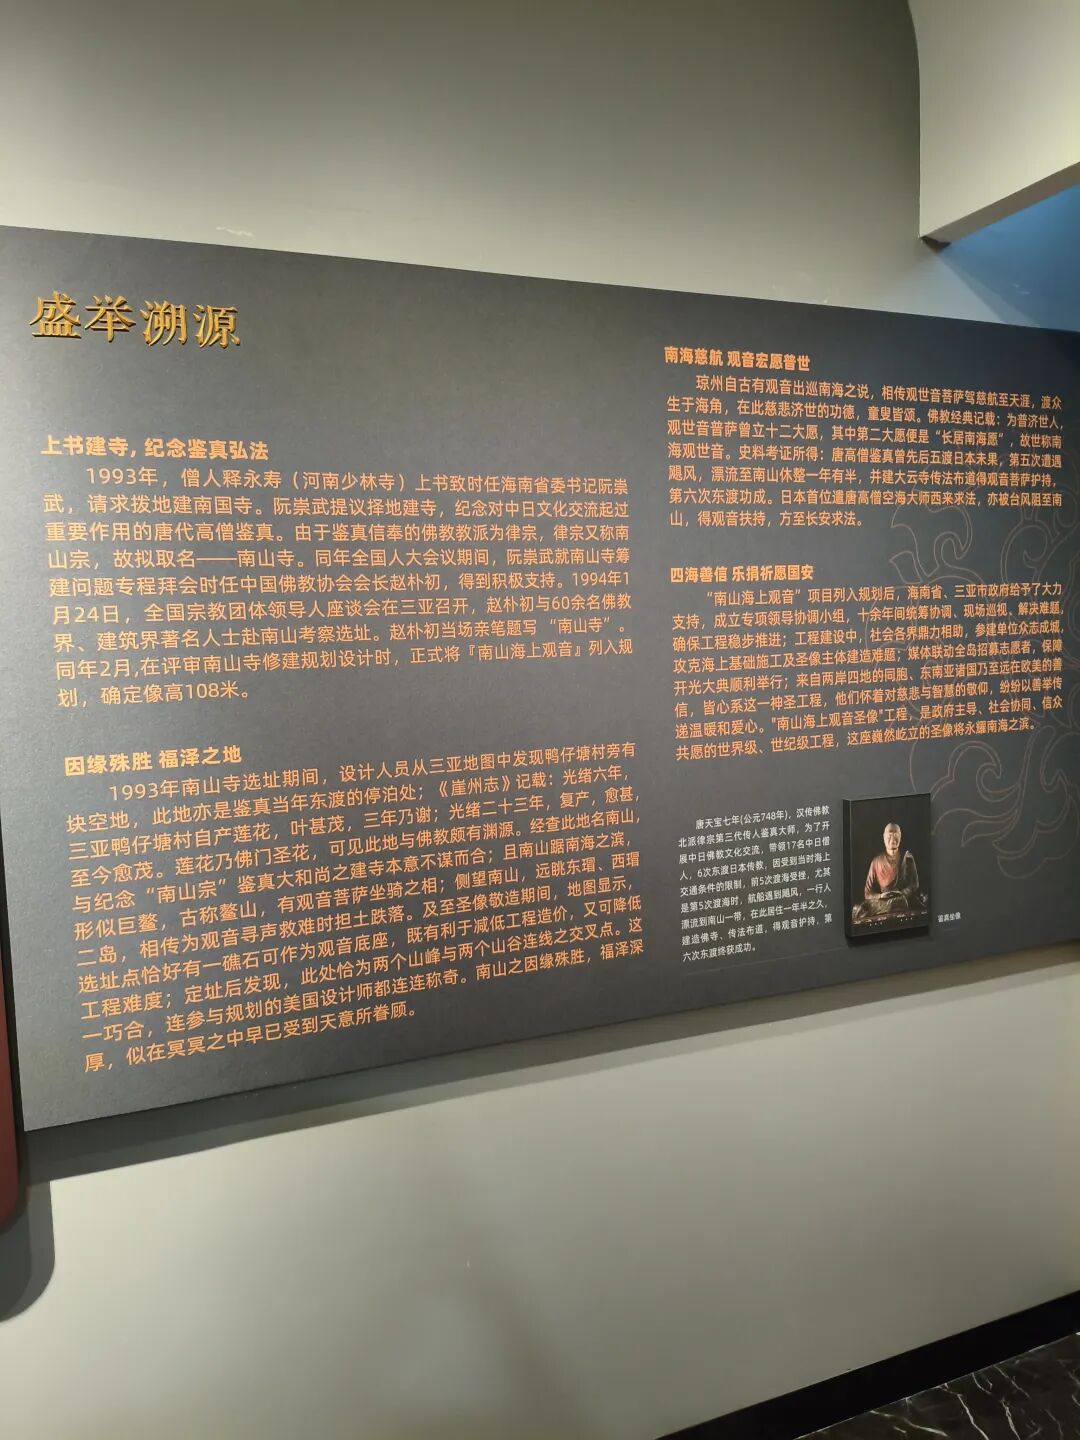 盛举溯源
上书建寺, 纪念鉴真弘法
1993年，僧人释永寿（河南少林寺）上书致时任海南省委书记阮崇
武，请求拨地建南国寺。阮崇武提议择地建寺，纪念对中日文化交流起过
重要作用的唐代高僧鉴真。由于鉴真信奉的佛教教派为律宗，律宗又称南
山宗，故拟取名——南山寺。同年全国人大会议期间，阮崇武就南山寺筹
建问题专程拜会时任中国佛教协会会长赵朴初，得到积极支持。1994年1
月24日，全国宗教团体领导人座谈会在三亚召开，赵朴初与60余名佛教
界、建筑界著名人士赴南山考察选址。赵朴初当场亲笔题写“南山寺”。
同年2月,在评审南山寺修建规划设计时，正式将『南山海上观音』列入规
划，确定像高108米。
因缘殊胜 福泽之地
1993年南山寺选址期间，设计人员从三亚地图中发现鸭仔塘村旁有
块空地，此地亦是鉴真当年东渡的停泊处；《崖州志》记载：光绪六年，
三亚鸭仔塘村自产莲花，叶甚茂，三年乃谢；光绪二十三年，复产，愈甚，
至今愈茂。莲花乃佛门圣花，可见此地与佛教颇有渊源。经查此地名南山，
与纪念“南山宗”鉴真大和尚之建寺本意不谋而合；且南山踞南海之滨，
形似巨鳌，古称鳌山，有观音菩萨坐骑之相；侧望南山，远眺东瑁、西瑁
二岛，相传为观音寻声救难时担土跌落。及至圣像敬造期间，地图显示，
选址点恰好有一礁石可作为观音底座，既有利于减低工程造价，又可降低
工程难度；定址后发现，此处恰为两个山峰与两个山谷连线之交叉点。这
一巧合，连参与规划的美国设计师都连连称奇。南山之因缘殊胜，福泽深
厚，似在冥冥之中早已受到天意所眷顾。
南海慈航 观音宏愿普世
琼州自古有观音出巡南海之说，相传观世音菩萨驾慈航至天涯，渡众
生于海角，在此慈悲济世的功德，童叟皆颂。佛教经典记载：为普济世人，
观世音普萨曾立十二大愿，其中第二大愿便是“长居南海愿”，故世称南
海观世音。史料考证所得：唐高僧鉴真曾先后五渡日本未果，第五次遭遇
飓风，漂流至南山休整一年有半，并建大云寺传法布道得观音菩萨护持，
第六次东渡功成。日本首位遣唐高僧空海大师西来求法，亦被台风阻至南
山，得观音扶持，方至长安求法。
四海善信 乐捐祈愿国安
“南山海上观音”项目列入规划后，海南省、三亚市政府给予了大力
支持，成立专项领导协调小组，十余年间统筹协调、现场巡视、解决难题，
确保工程稳步推进；工程建设中，社会各界鼎力相助，参建单位众志成城，
攻克海上基础施工及圣像主体建造难题；媒体联动全岛招募志愿者，保障
开光大典顺利举行；来自两岸四地的同胞、东南亚诸国乃至远在欧美的善
信，皆心系这一神圣工程，他们怀着对慈悲与智慧的敬仰，纷纷以善举传
递温暖和爱心。"南山海上观音圣像"工程，是政府主导、社会协同、信众
共愿的世界级、世纪级工程，这座巍然屹立的圣像将永耀南海之滨。
唐天宝七年(公元748年)，汉传佛教
北派律宗第三代传人鉴真大师，为了开
展中日佛教文化交流，带领17名中日僧
人，6次东渡日本传教，因受到当时海上
交通条件的限制，前5次渡海受挫，尤其
是第5次渡海时，航船遇到飓风，一行人
漂流到南山一带，在此居住一年半之久，
建造佛寺、传法布道，得观音护持，第
六次东渡终获成功。
鉴真坐像